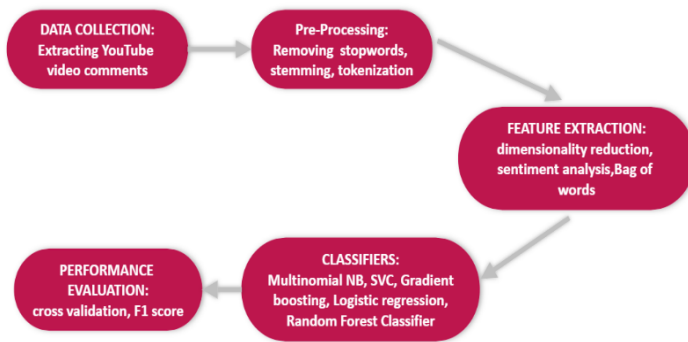 DATA COLLECTION:
Extracting YouTube
video comments
Pre-Processing:
Removing stopwords,
stemming, tokenization
FEATURE EXTRACTION:
dimensionality reduction,
sentiment analysis,Bag of
words
CLASSIFIERS:
Multinomial NB, SVC, Gradient
boosting, Logistic regression,
Random Forest Classifier
PERFORMANCE
EVALUATION:
cross validation, F1 score